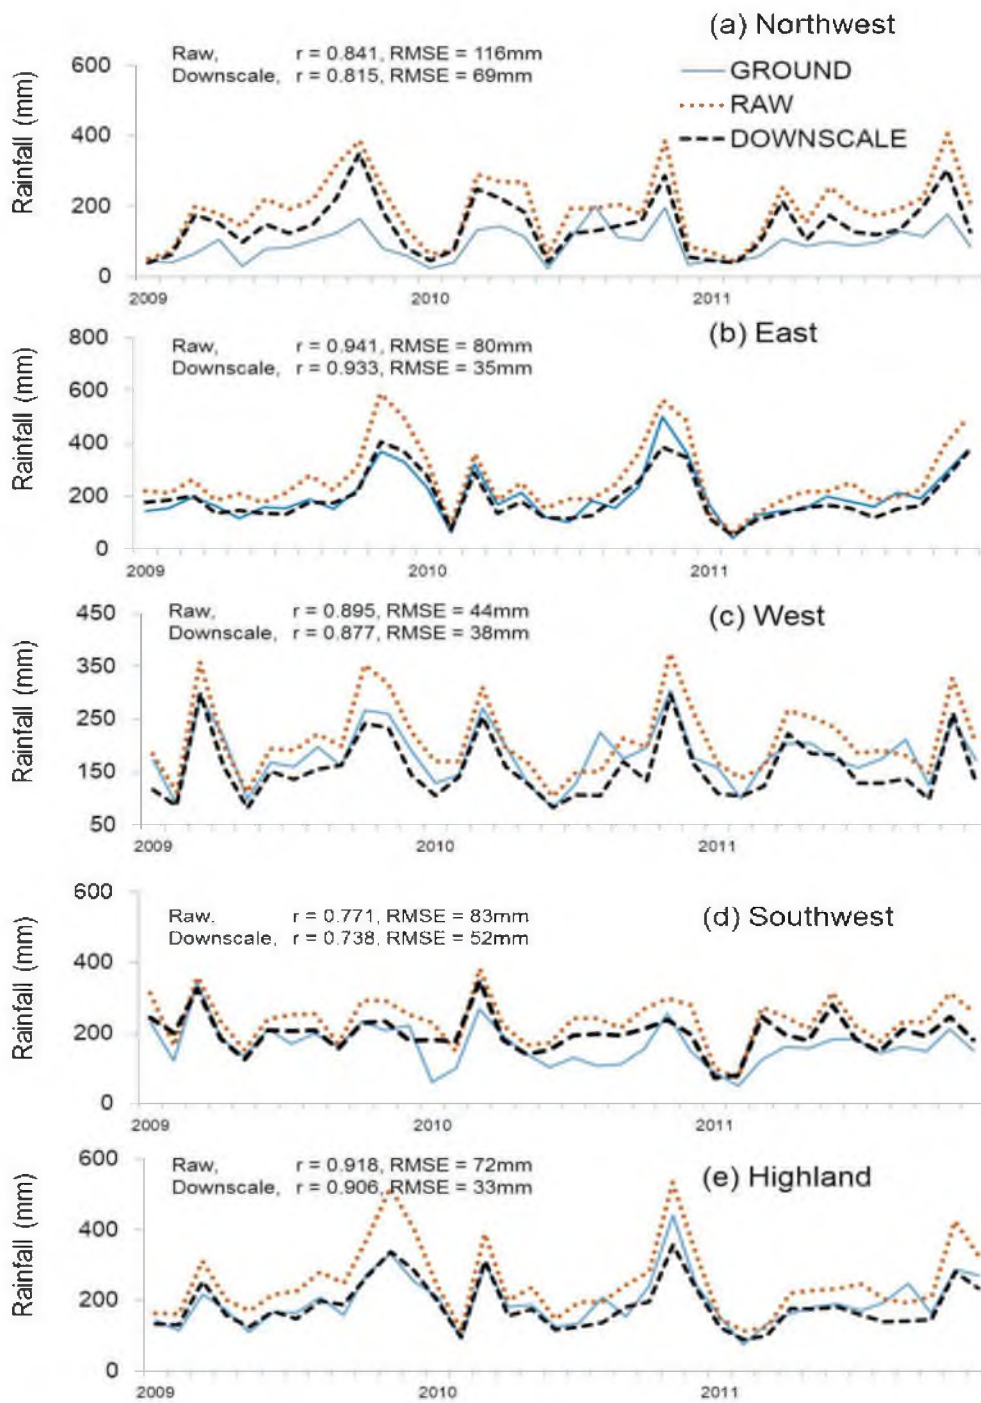 (a) Northwest
Raw, r = 0.841, RMSE = 116mm
Downscale, r = 0.815, RMSE = 69mm
GROUND
RAW
DOWNSCALE
Rainfall (mm)
600
400
200
0
2009 2010 2011
(b) East
Raw, r = 0.941, RMSE = 80mm
Downscale, r = 0.933, RMSE = 35mm
Rainfall (mm)
800
600
400
200
0
2009 2010 2011
(c) West
Raw, r = 0.895, RMSE = 44mm
Downscale, r = 0.877, RMSE = 38mm
Rainfall (mm)
450
350
250
150
50
2009 2010 2011
(d) Southwest
Raw, r = 0.771, RMSE = 83mm
Downscale, r = 0.738, RMSE = 52mm
Rainfall (mm)
600
400
200
0
2009 2010 2011
(e) Highland
Raw, r = 0.918, RMSE = 72mm
Downscale, r = 0.906, RMSE = 33mm
Rainfall (mm)
600
400
200
0
2009 2010 2011